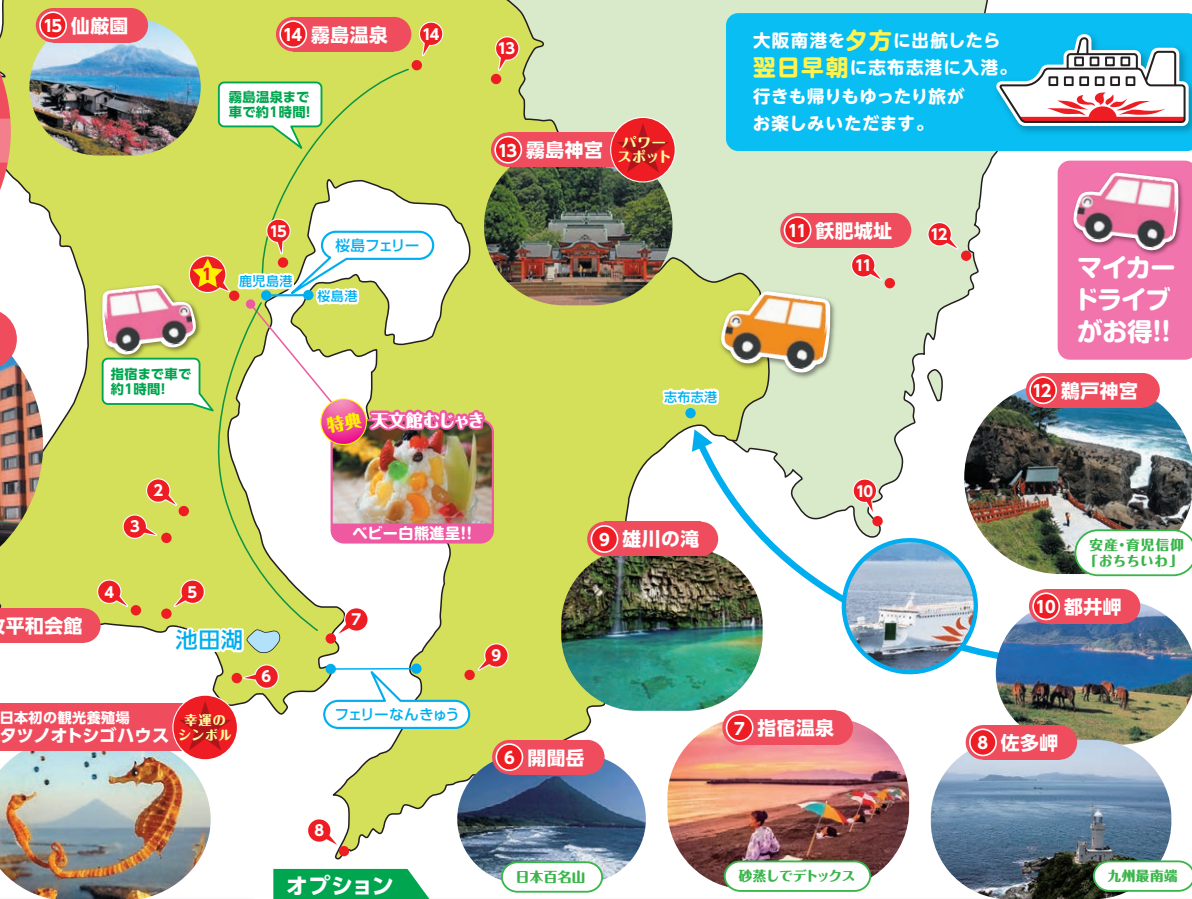 ⑮仙厳園
⑭霧島温泉
14
13
霧島温泉まで
車で約1時間!
大阪南港を夕方に出航したら
翌日早朝に志布志港に入港。
行きも帰りもゆったり旅が
お楽しみいただます。
⑬霧島神宮
パワー
スポット
マイカー
ドライブ
がお得!!
15
桜島フェリー
1
鹿児島港
桜島港
⑪飫肥城址
11
12
指宿まで車で
約1時間!
特典
天文館むじゃき
ベビー白熊進呈!!
志布志港
⑫鵜戸神宮
安産・育児信仰
「おちちいわ」
2
3
4
5
10
⑨雄川の滝
⑩都井岬
平和会館
池田湖
7
6
9
フェリーなんきゅう
日本初の観光養殖場
タツノオトシゴハウス
幸運の
シンボル
⑥開聞岳
日本百名山
⑦指宿温泉
砂蒸しでデトックス
⑧佐多岬
九州最南端
8
オプション